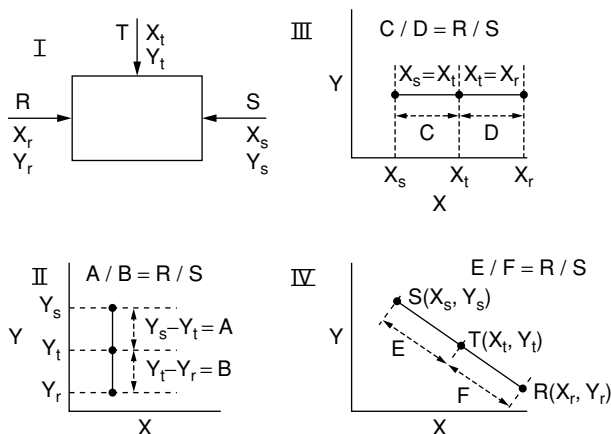 I
T
X_t
Y_t
R
X_r
Y_r
S
X_s
Y_s
III
C / D = R / S
Y
X_s=X_t
X_t=X_r
C
D
X_s
X_t
X_r
X
II
A / B = R / S
Y_s
Y_s–Y_t=A
Y
Y_t
Y_t–Y_r=B
Y_r
X
IV
E / F = R / S
S(X_s, Y_s)
Y
T(X_t, Y_t)
E
F
R(X_r, Y_r)
X